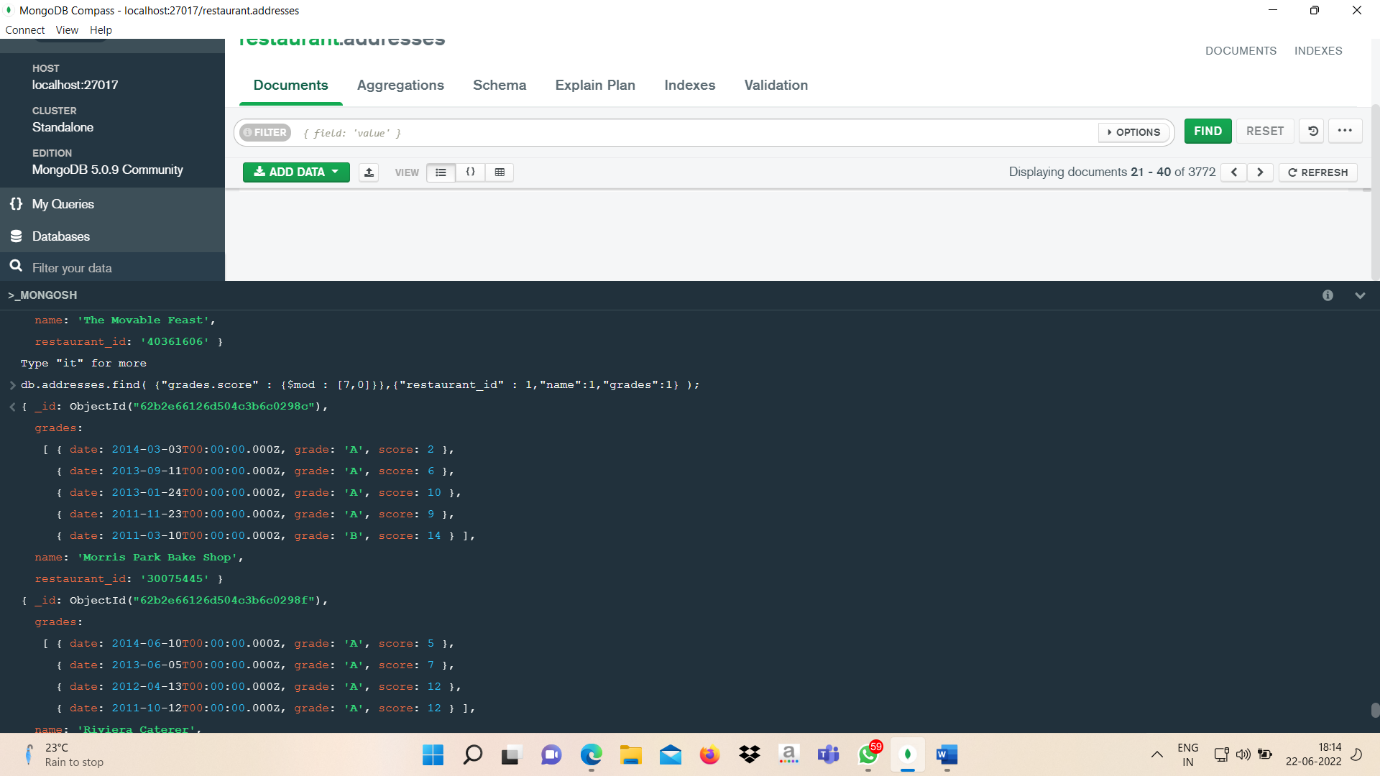 MongoDB Compass - localhost:27017/restaurant.addresses
Connect View Help
restaurant.addresses
DOCUMENTS INDEXES
HOST
localhost:27017
CLUSTER
Standalone
EDITION
MongoDB 5.0.9 Community
My Queries
Databases
Filter your data
Documents Aggregations Schema Explain Plan Indexes Validation
FILTER { field: 'value' } OPTIONS FIND RESET
ADD DATA VIEW Displaying documents 21 - 40 of 3772 REFRESH
>_MONGOSH
name: 'The Movable Feast',
restaurant_id: '40361606' }
Type "it" for more
> db.addresses.find( {"grades.score" : {$mod : [7,0]}},{"restaurant_id" : 1,"name":1,"grades":1} );
< { _id: ObjectId("62b2e66126d504c3b6c0298c"),
grades:
[ { date: 2014-03-03T00:00:00.000Z, grade: 'A', score: 2 },
{ date: 2013-09-11T00:00:00.000Z, grade: 'A', score: 6 },
{ date: 2013-01-24T00:00:00.000Z, grade: 'A', score: 10 },
{ date: 2011-11-23T00:00:00.000Z, grade: 'A', score: 9 },
{ date: 2011-03-10T00:00:00.000Z, grade: 'B', score: 14 } ],
name: 'Morris Park Bake Shop',
restaurant_id: '30075445' }
{ _id: ObjectId("62b2e66126d504c3b6c0298f"),
grades:
[ { date: 2014-06-10T00:00:00.000Z, grade: 'A', score: 5 },
{ date: 2013-06-05T00:00:00.000Z, grade: 'A', score: 7 },
{ date: 2012-04-13T00:00:00.000Z, grade: 'A', score: 12 },
{ date: 2011-10-12T00:00:00.000Z, grade: 'A', score: 12 } ],
name: 'Riviera Caterer',
23°C
Rain to stop
59
ENG
IN
18:14
22-06-2022